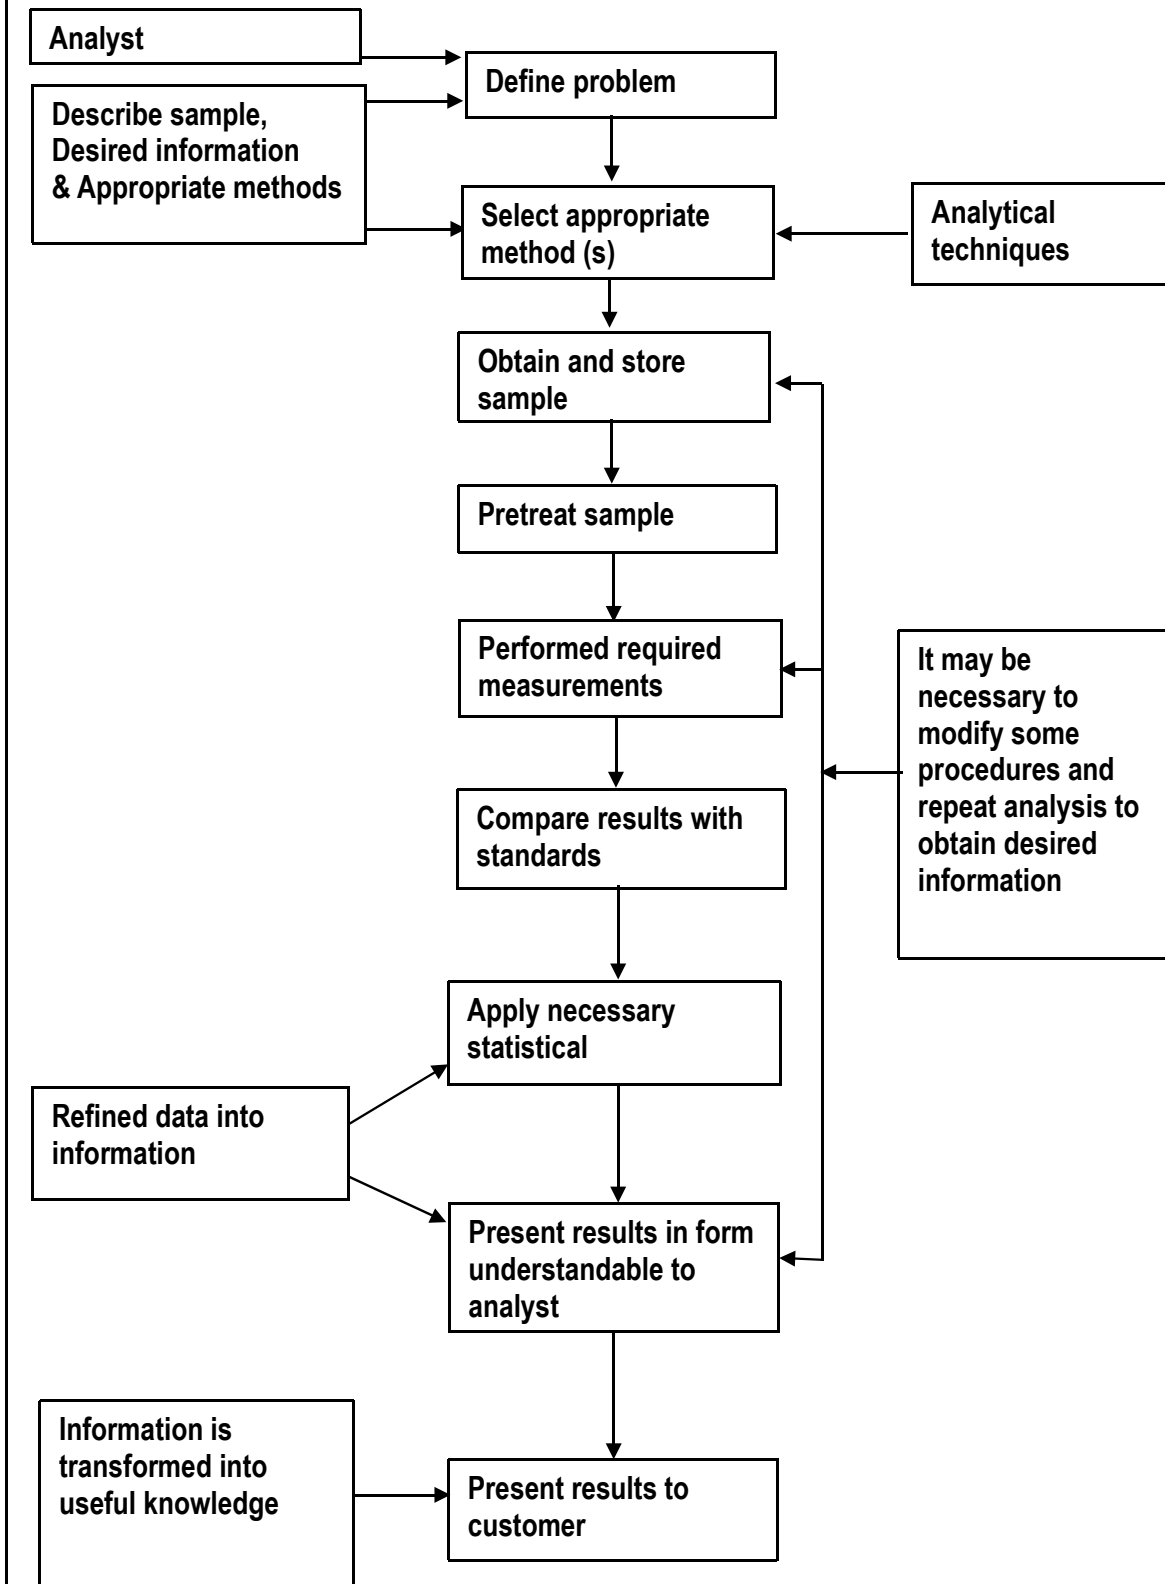 Analyst
Define problem
Describe sample,
Desired information
& Appropriate methods
Select appropriate
method (s)
Analytical
techniques
Obtain and store
sample
Pretreat sample
Performed required
measurements
It may be
necessary to
modify some
procedures and
repeat analysis to
obtain desired
information
Compare results with
standards
Apply necessary
statistical
Refined data into
information
Present results in form
understandable to
analyst
Information is
transformed into
useful knowledge
Present results to
customer